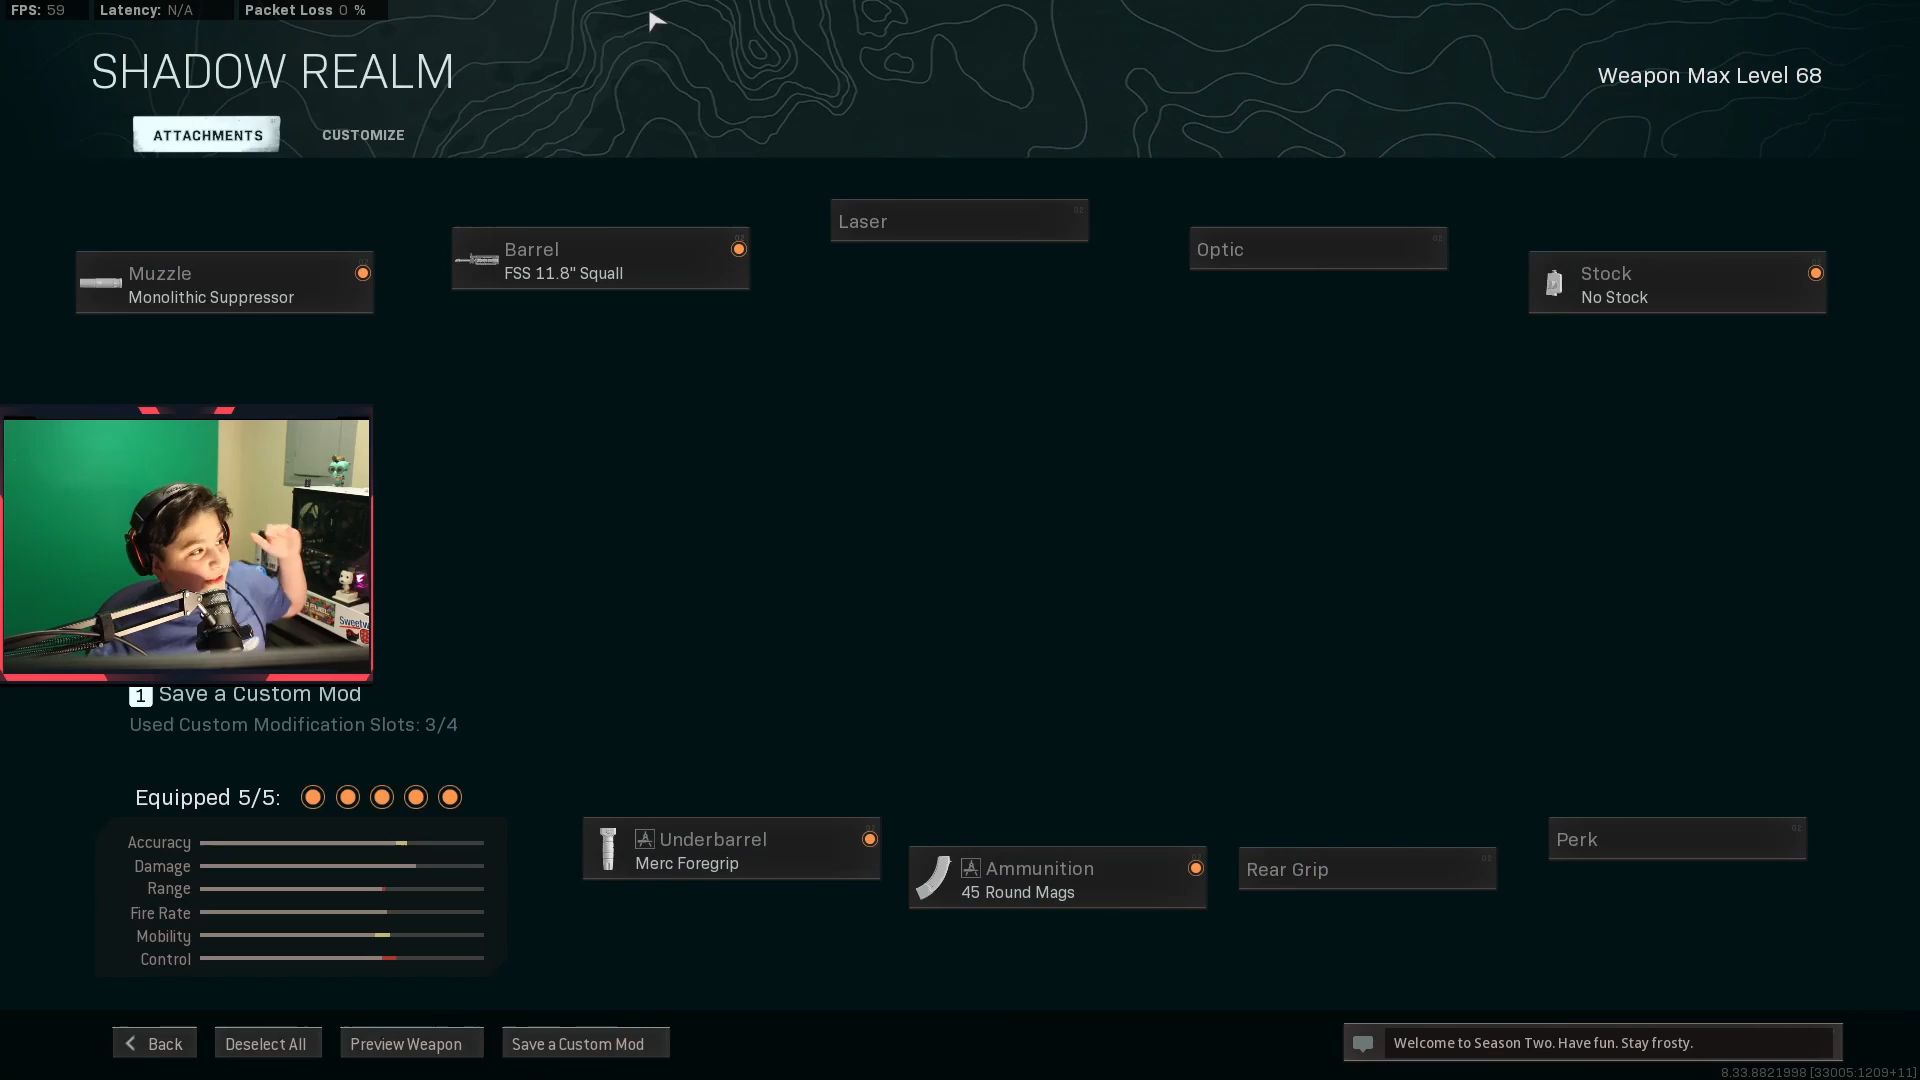 FPS: 59 Latency: N/A Packet Loss 0 %
SHADOW REALM
Weapon Max Level 68
ATTACHMENTS CUSTOMIZE
Laser
Barrel
FSS 11.8" Squall
Optic
Muzzle
Monolithic Suppressor
Stock
No Stock
1 Save a Custom Mod
Used Custom Modification Slots: 3/4
Equipped 5/5:
Accuracy
Damage
Range
Fire Rate
Mobility
Control
Underbarrel
Merc Foregrip
Ammunition
45 Round Mags
Rear Grip
Perk
Back Deselect All Preview Weapon Save a Custom Mod
Welcome to Season Two. Have fun. Stay frosty.
8.33.8821998 [33005:1209+11]